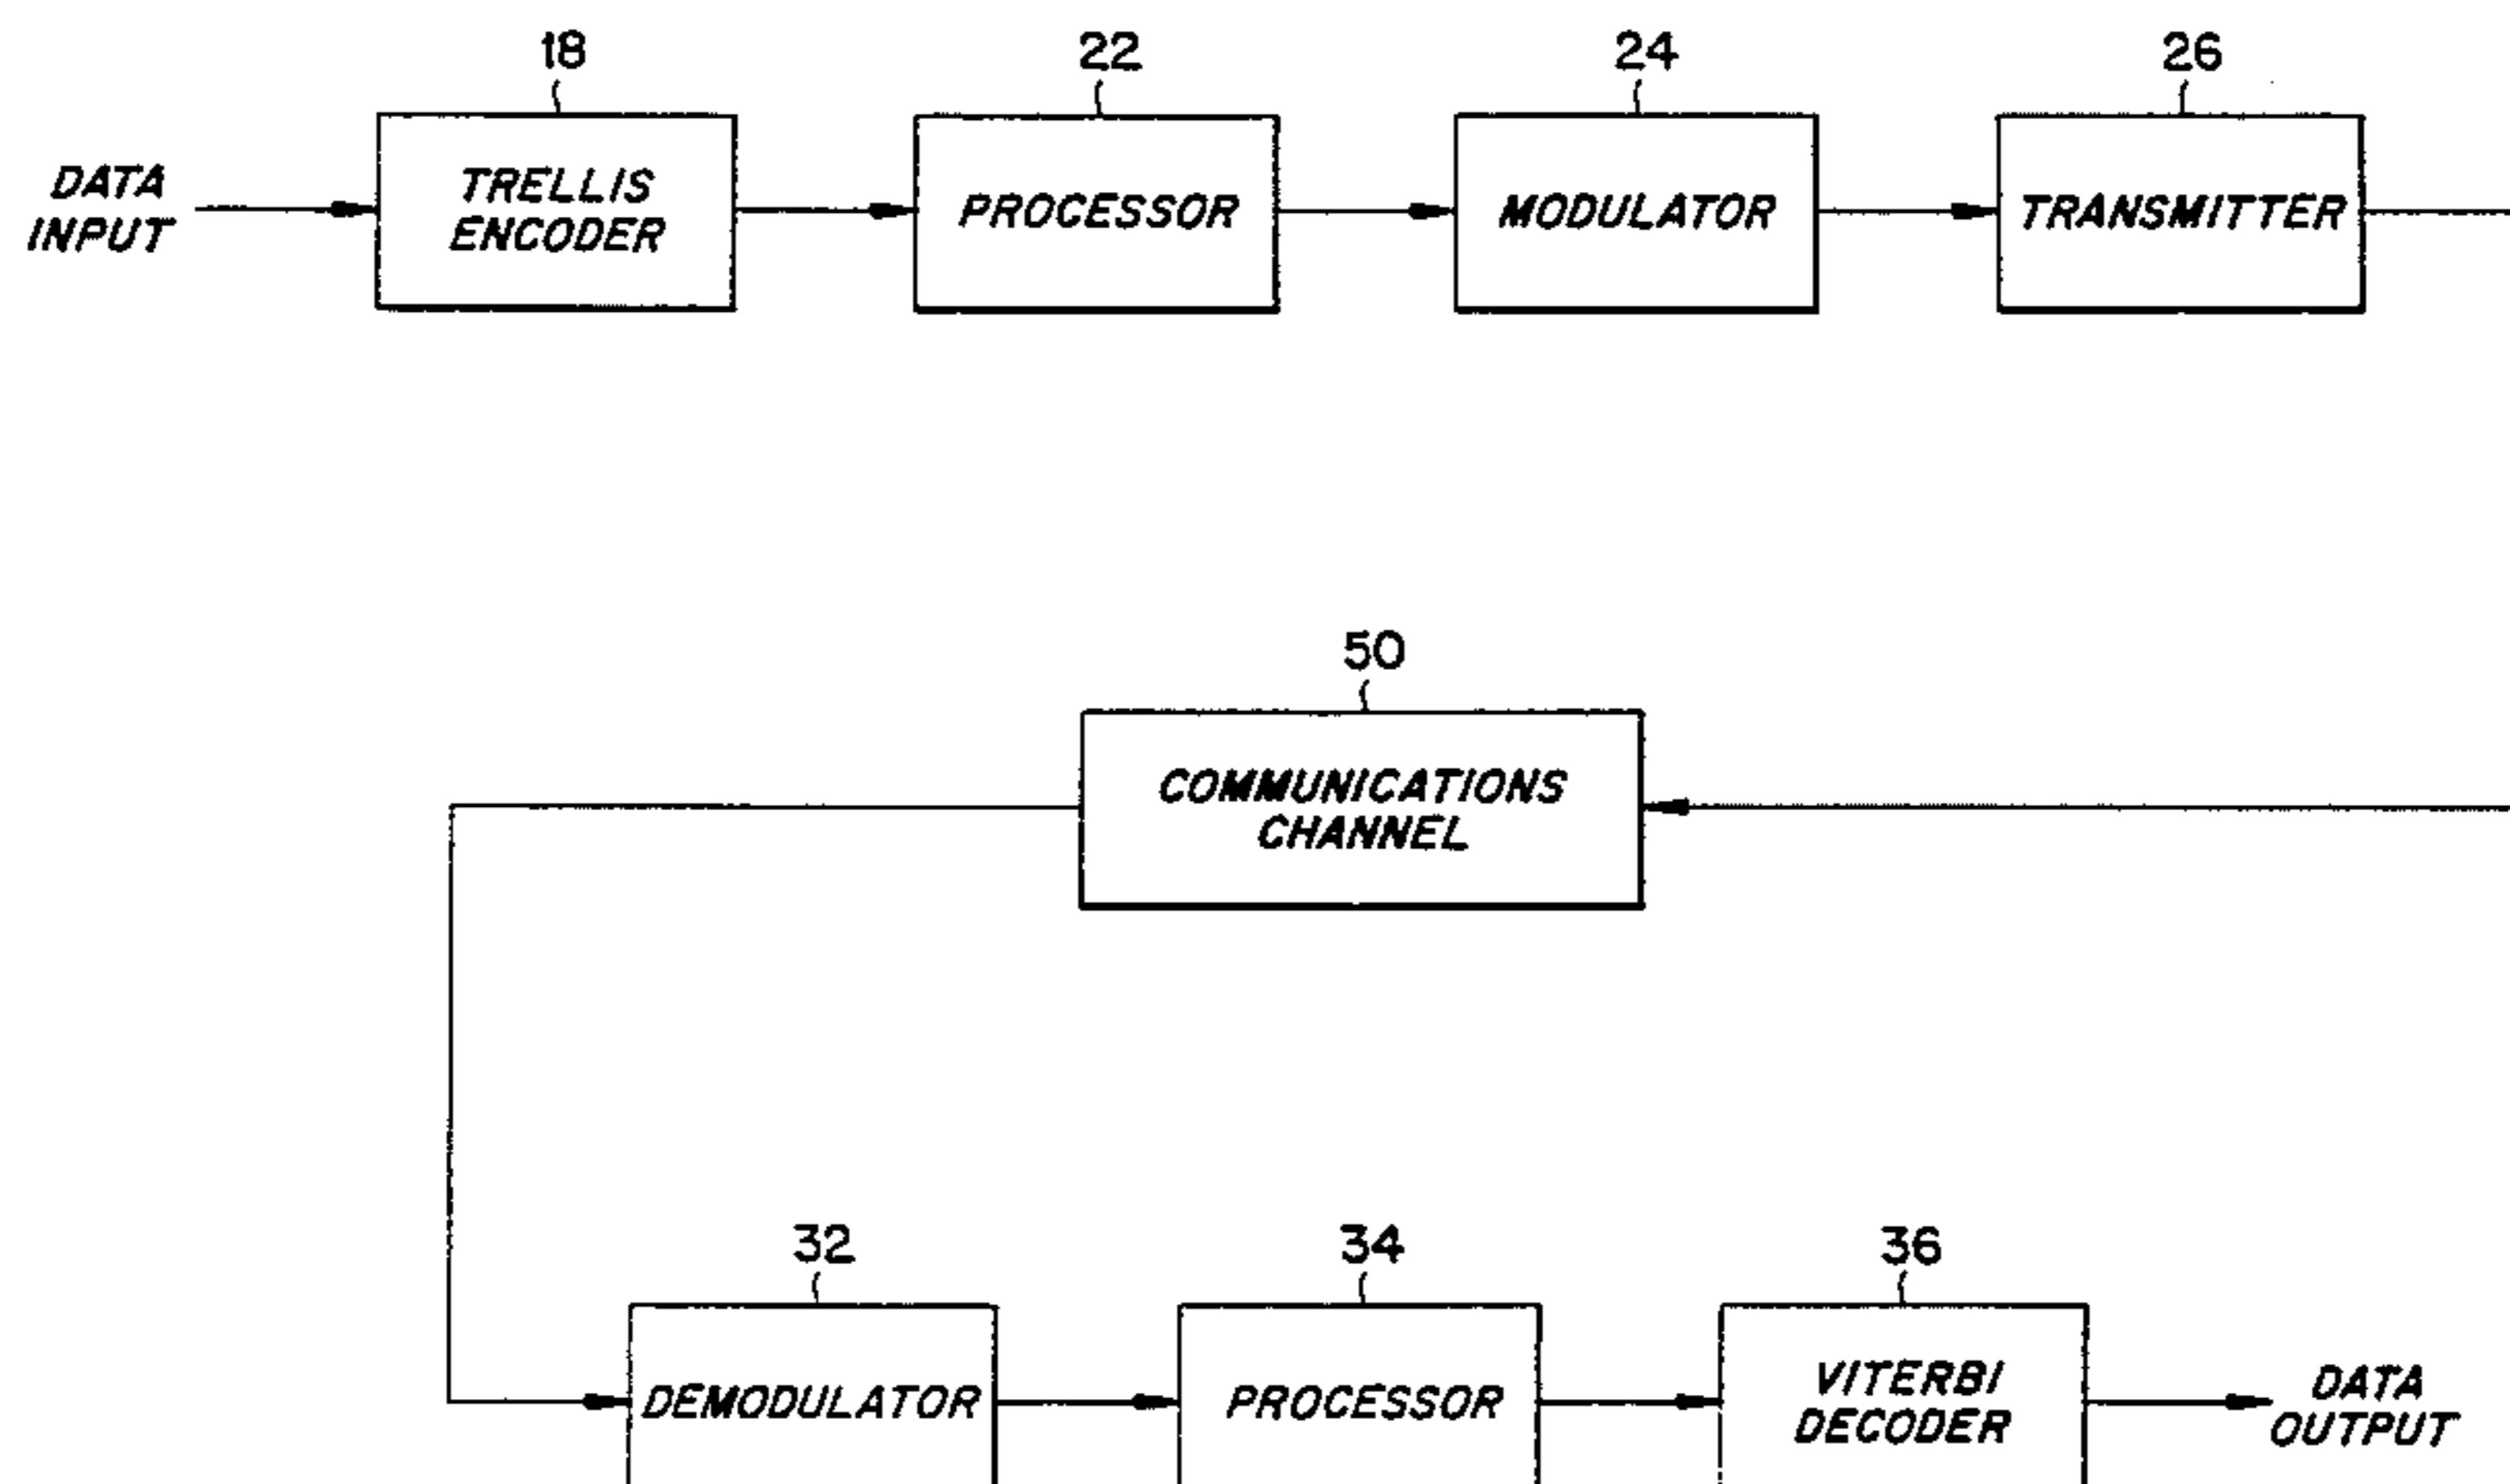 18
22
24
26
DATA
INPUT
TRELLIS
ENCODER
PROCESSOR
MODULATOR
TRANSMITTER
50
COMMUNICATIONS
CHANNEL
32
34
36
DEMODULATOR
PROCESSOR
VITERBI
DECODER
DATA
OUTPUT